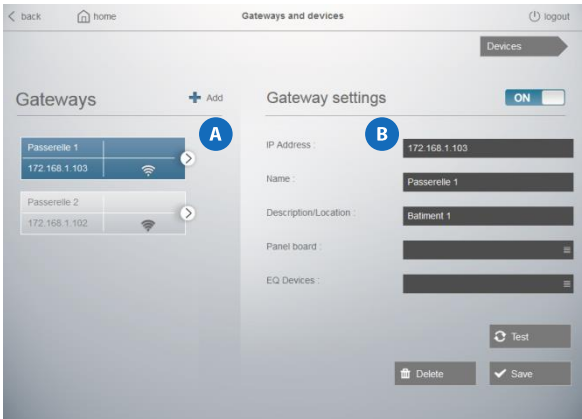 back home Gateways and devices logout
Devices
Gateways Add Gateway settings ON
A B
IP Address : 172.168.1.103
Passerelle 1
172.168.1.103
Name : Passerelle 1
Passerelle 2
172.168.1.102
Description/Location : Batiment 1
Panel board :
EQ Devices :
Test
Delete Save